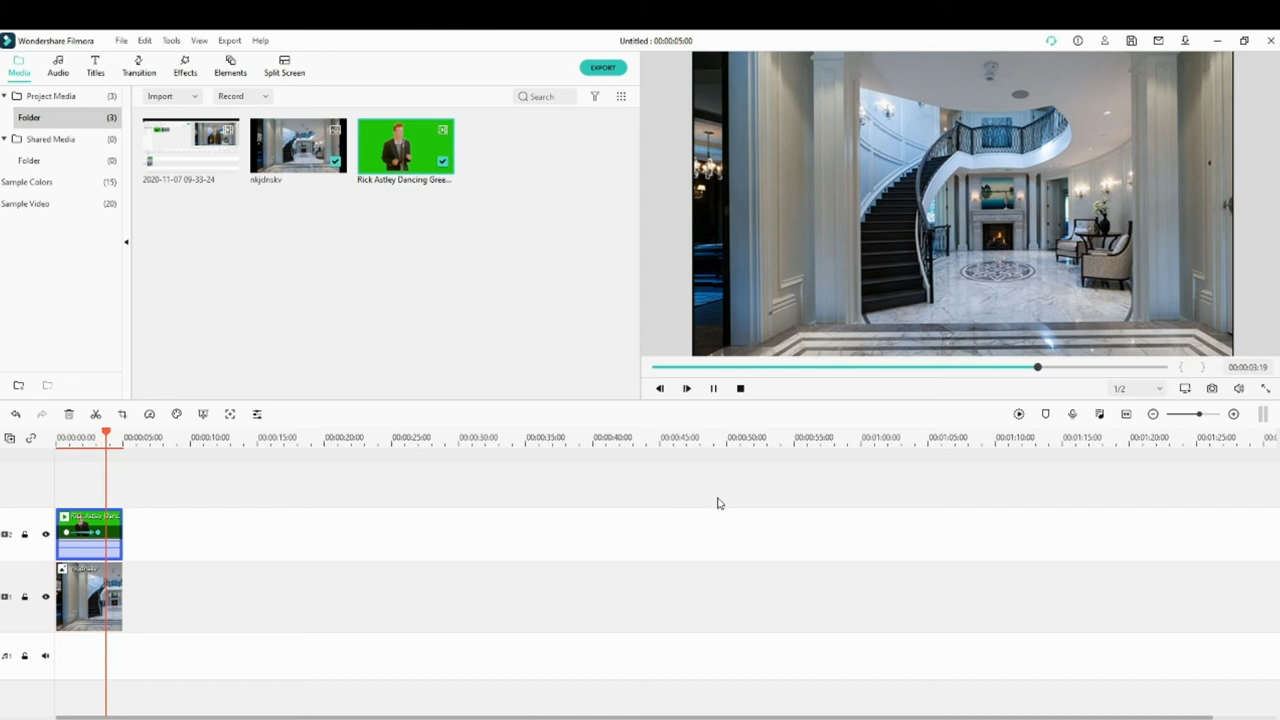 Wondershare Filmora File Edit Tools View Export Help Untitled : 00:00:05:00
Media Audio Titles Transition Effects Elements Split Screen EXPORT
Project Media (3)
Folder (3)
Shared Media (0)
Folder (0)
Sample Colors (15)
Sample Video (20)
Import Record Search
2020-11-07 09-33-24 nkjdnskv Rick Astley Dancing Gree...
00:00:03:19
1/2
00:00:00:00 00:00:05:00 00:00:10:00 00:00:15:00 00:00:20:00 00:00:25:00 00:00:30:00 00:00:35:00 00:00:40:00 00:00:45:00 00:00:50:00 00:00:55:00 00:01:00:00 00:01:05:00 00:01:10:00 00:01:15:00 00:01:20:00 00:01:25:00
Rick Astley Danc
nkjdnskv